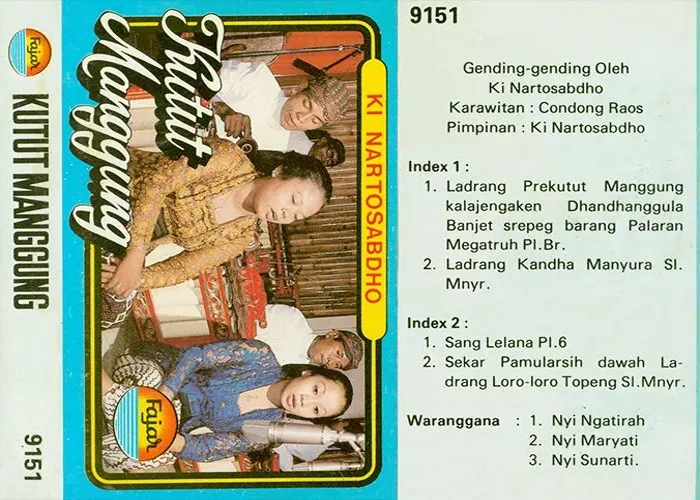 Fajar
KUTUT MANGGUNG
9151
Kutut
Manggung
KI NARTOSABDHO
Fajar
9151
Gending-gending Oleh
Ki Nartosabdho
Karawitan : Condong Raos
Pimpinan : Ki Nartosabdho
Index 1 :
1. Ladrang Prekutut Manggung
kalajengaken Dhandhanggula
Banjet srepeg barang Palaran
Megatruh Pl.Br.
2. Ladrang Kandha Manyura Sl.
Mnyr.
Index 2 :
1. Sang Lelana Pl.6
2. Sekar Pamularsih dawah La-
drang Loro-loro Topeng Sl.Mnyr.
Waranggana : 1. Nyi Ngatirah
2. Nyi Maryati
3. Nyi Sunarti.